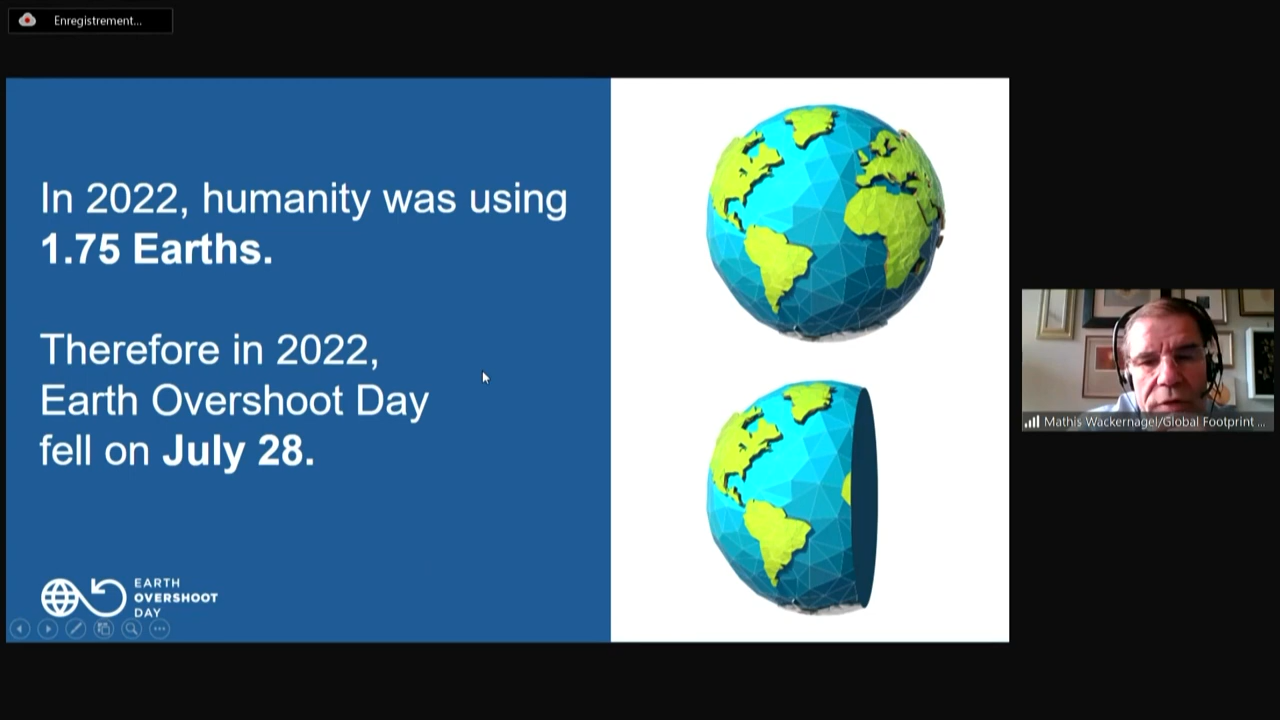 Enregistrement...
In 2022, humanity was using
1.75 Earths.
Therefore in 2022,
Earth Overshoot Day
fell on July 28.
EARTH
OVERSHOOT
DAY
Mathis Wackernagel/Global Footprint ...